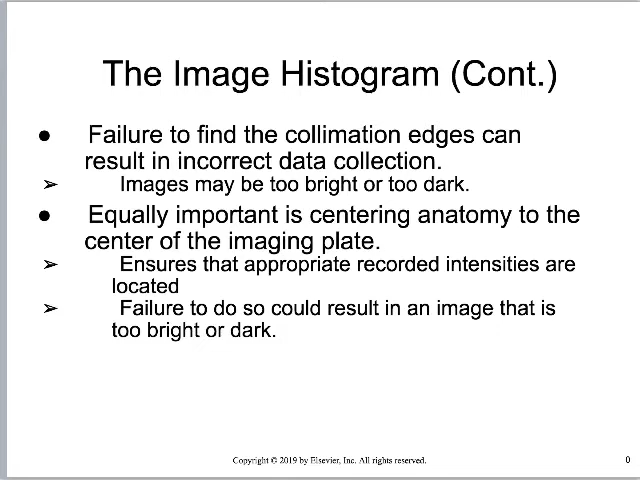 The Image Histogram (Cont.)
● Failure to find the collimation edges can
result in incorrect data collection.
➢ Images may be too bright or too dark.
● Equally important is centering anatomy to the
center of the imaging plate.
➢ Ensures that appropriate recorded intensities are
located
➢ Failure to do so could result in an image that is
too bright or dark.
Copyright © 2019 by Elsevier, Inc. All rights reserved.
0